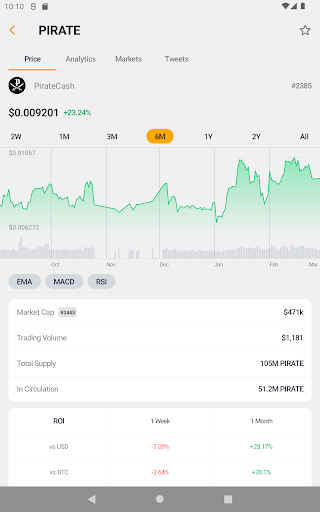 10:10
PIRATE
Price Analytics Markets Tweets
PirateCash #2385
$0.009201 +23.24%
2W 1M 3M 6M 1Y 2Y All
$0.01057
$0.006272
Oct Nov Dec Jan Feb Mar
EMA MACD RSI
Market Cap #2443 $471k
Trading Volume $1,181
Total Supply 105M PIRATE
In Circulation 51.2M PIRATE
ROI 1 Week 1 Month
vs USD -7.09% +23.17%
vs BTC -2.64% +28.1%